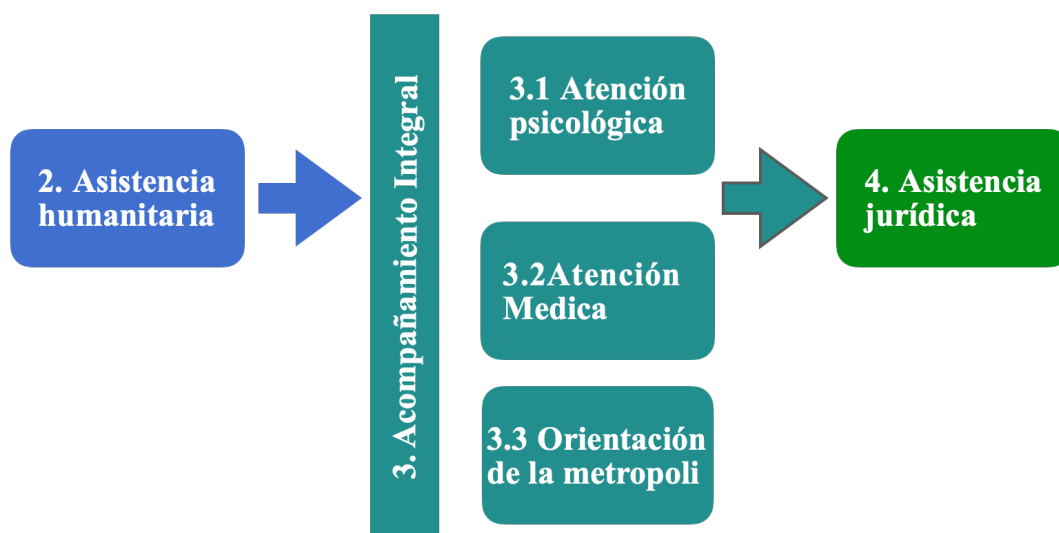 2. Asistencia
humanitaria
3. Acompañamiento Integral
3.1 Atención
psicológica
3.2Atención
Medica
3.3 Orientación
de la metropoli
4. Asistencia
jurídica